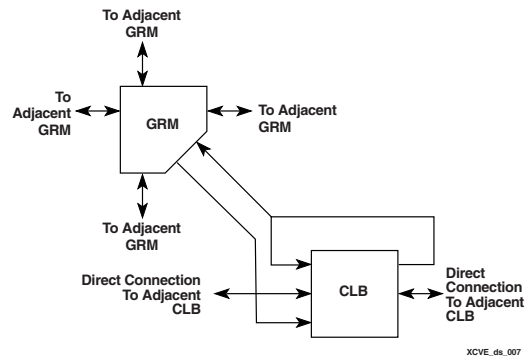 To Adjacent
GRM
To
Adjacent
GRM
GRM
To Adjacent
GRM
To Adjacent
GRM
Direct Connection
To Adjacent
CLB
CLB
Direct
Connection
To Adjacent
CLB
XCVE_ds_007